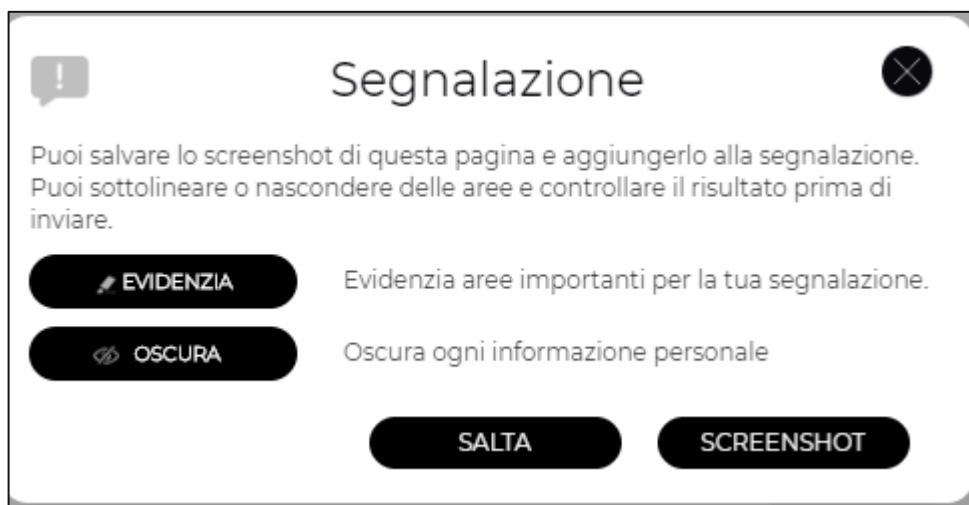 Segnalazione
Puoi salvare lo screenshot di questa pagina e aggiungerlo alla segnalazione.
Puoi sottolineare o nascondere delle aree e controllare il risultato prima di
inviare.
EVIDENZIA
Evidenzia aree importanti per la tua segnalazione.
OSCURA
Oscura ogni informazione personale
SALTA
SCREENSHOT